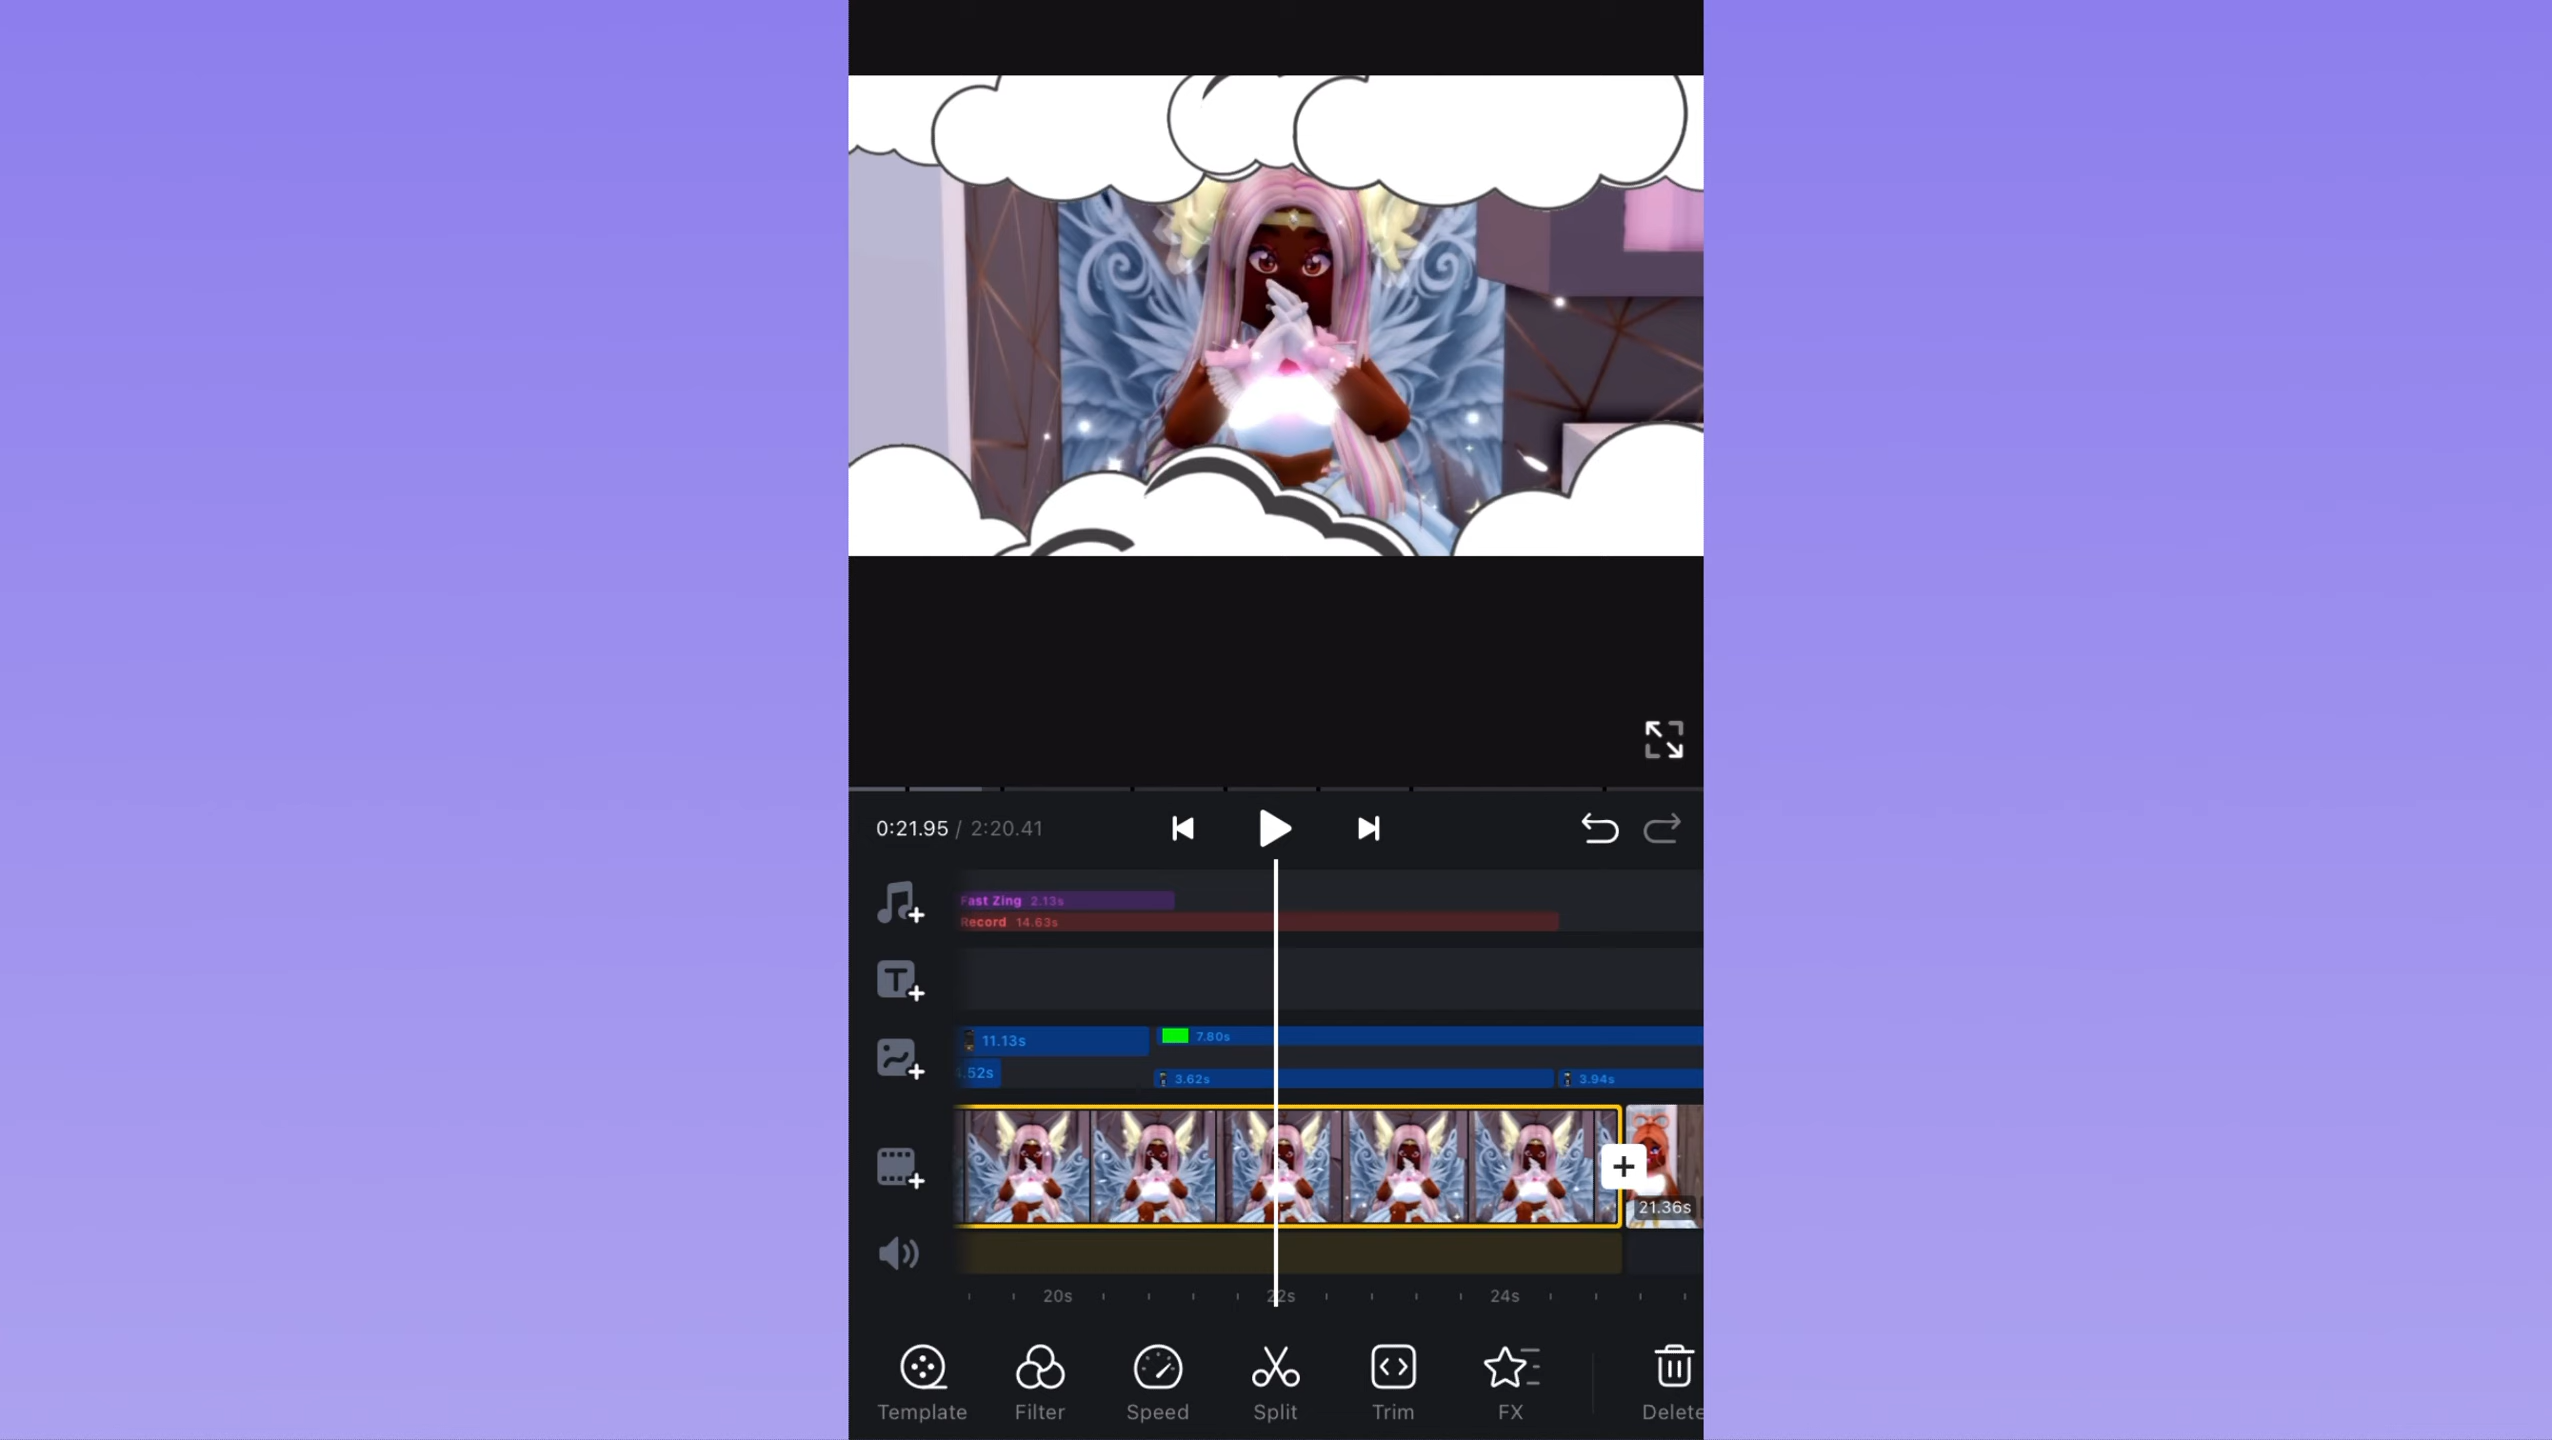 0:21.95 / 2:20.41
Fast Zing 2.13s
Record 14.63s
11.13s
7.80s
.52s
3.62s
3.94s
21.36s
20s
22s
24s
Template
Filter
Speed
Split
Trim
FX
Delete